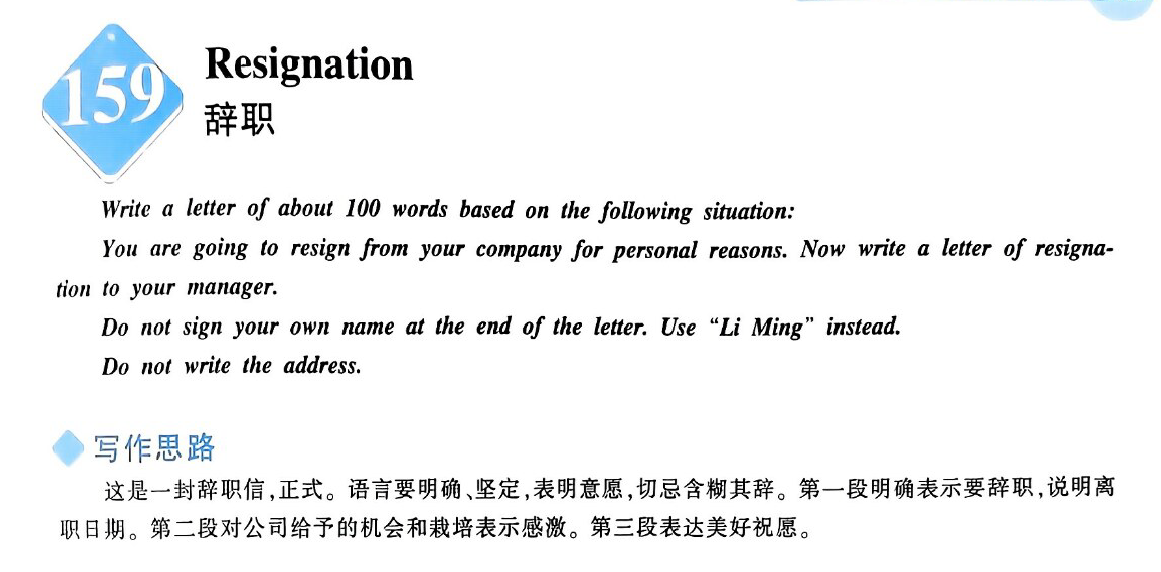 159
Resignation
辞职
Write a letter of about 100 words based on the following situation:
You are going to resign from your company for personal reasons. Now write a letter of resigna-
tion to your manager.
Do not sign your own name at the end of the letter. Use “Li Ming” instead.
Do not write the address.
写作思路
这是一封辞职信,正式。语言要明确、坚定,表明意愿,切忌含糊其辞。第一段明确表示要辞职,说明离
职日期。第二段对公司给予的机会和栽培表示感激。第三段表达美好祝愿。